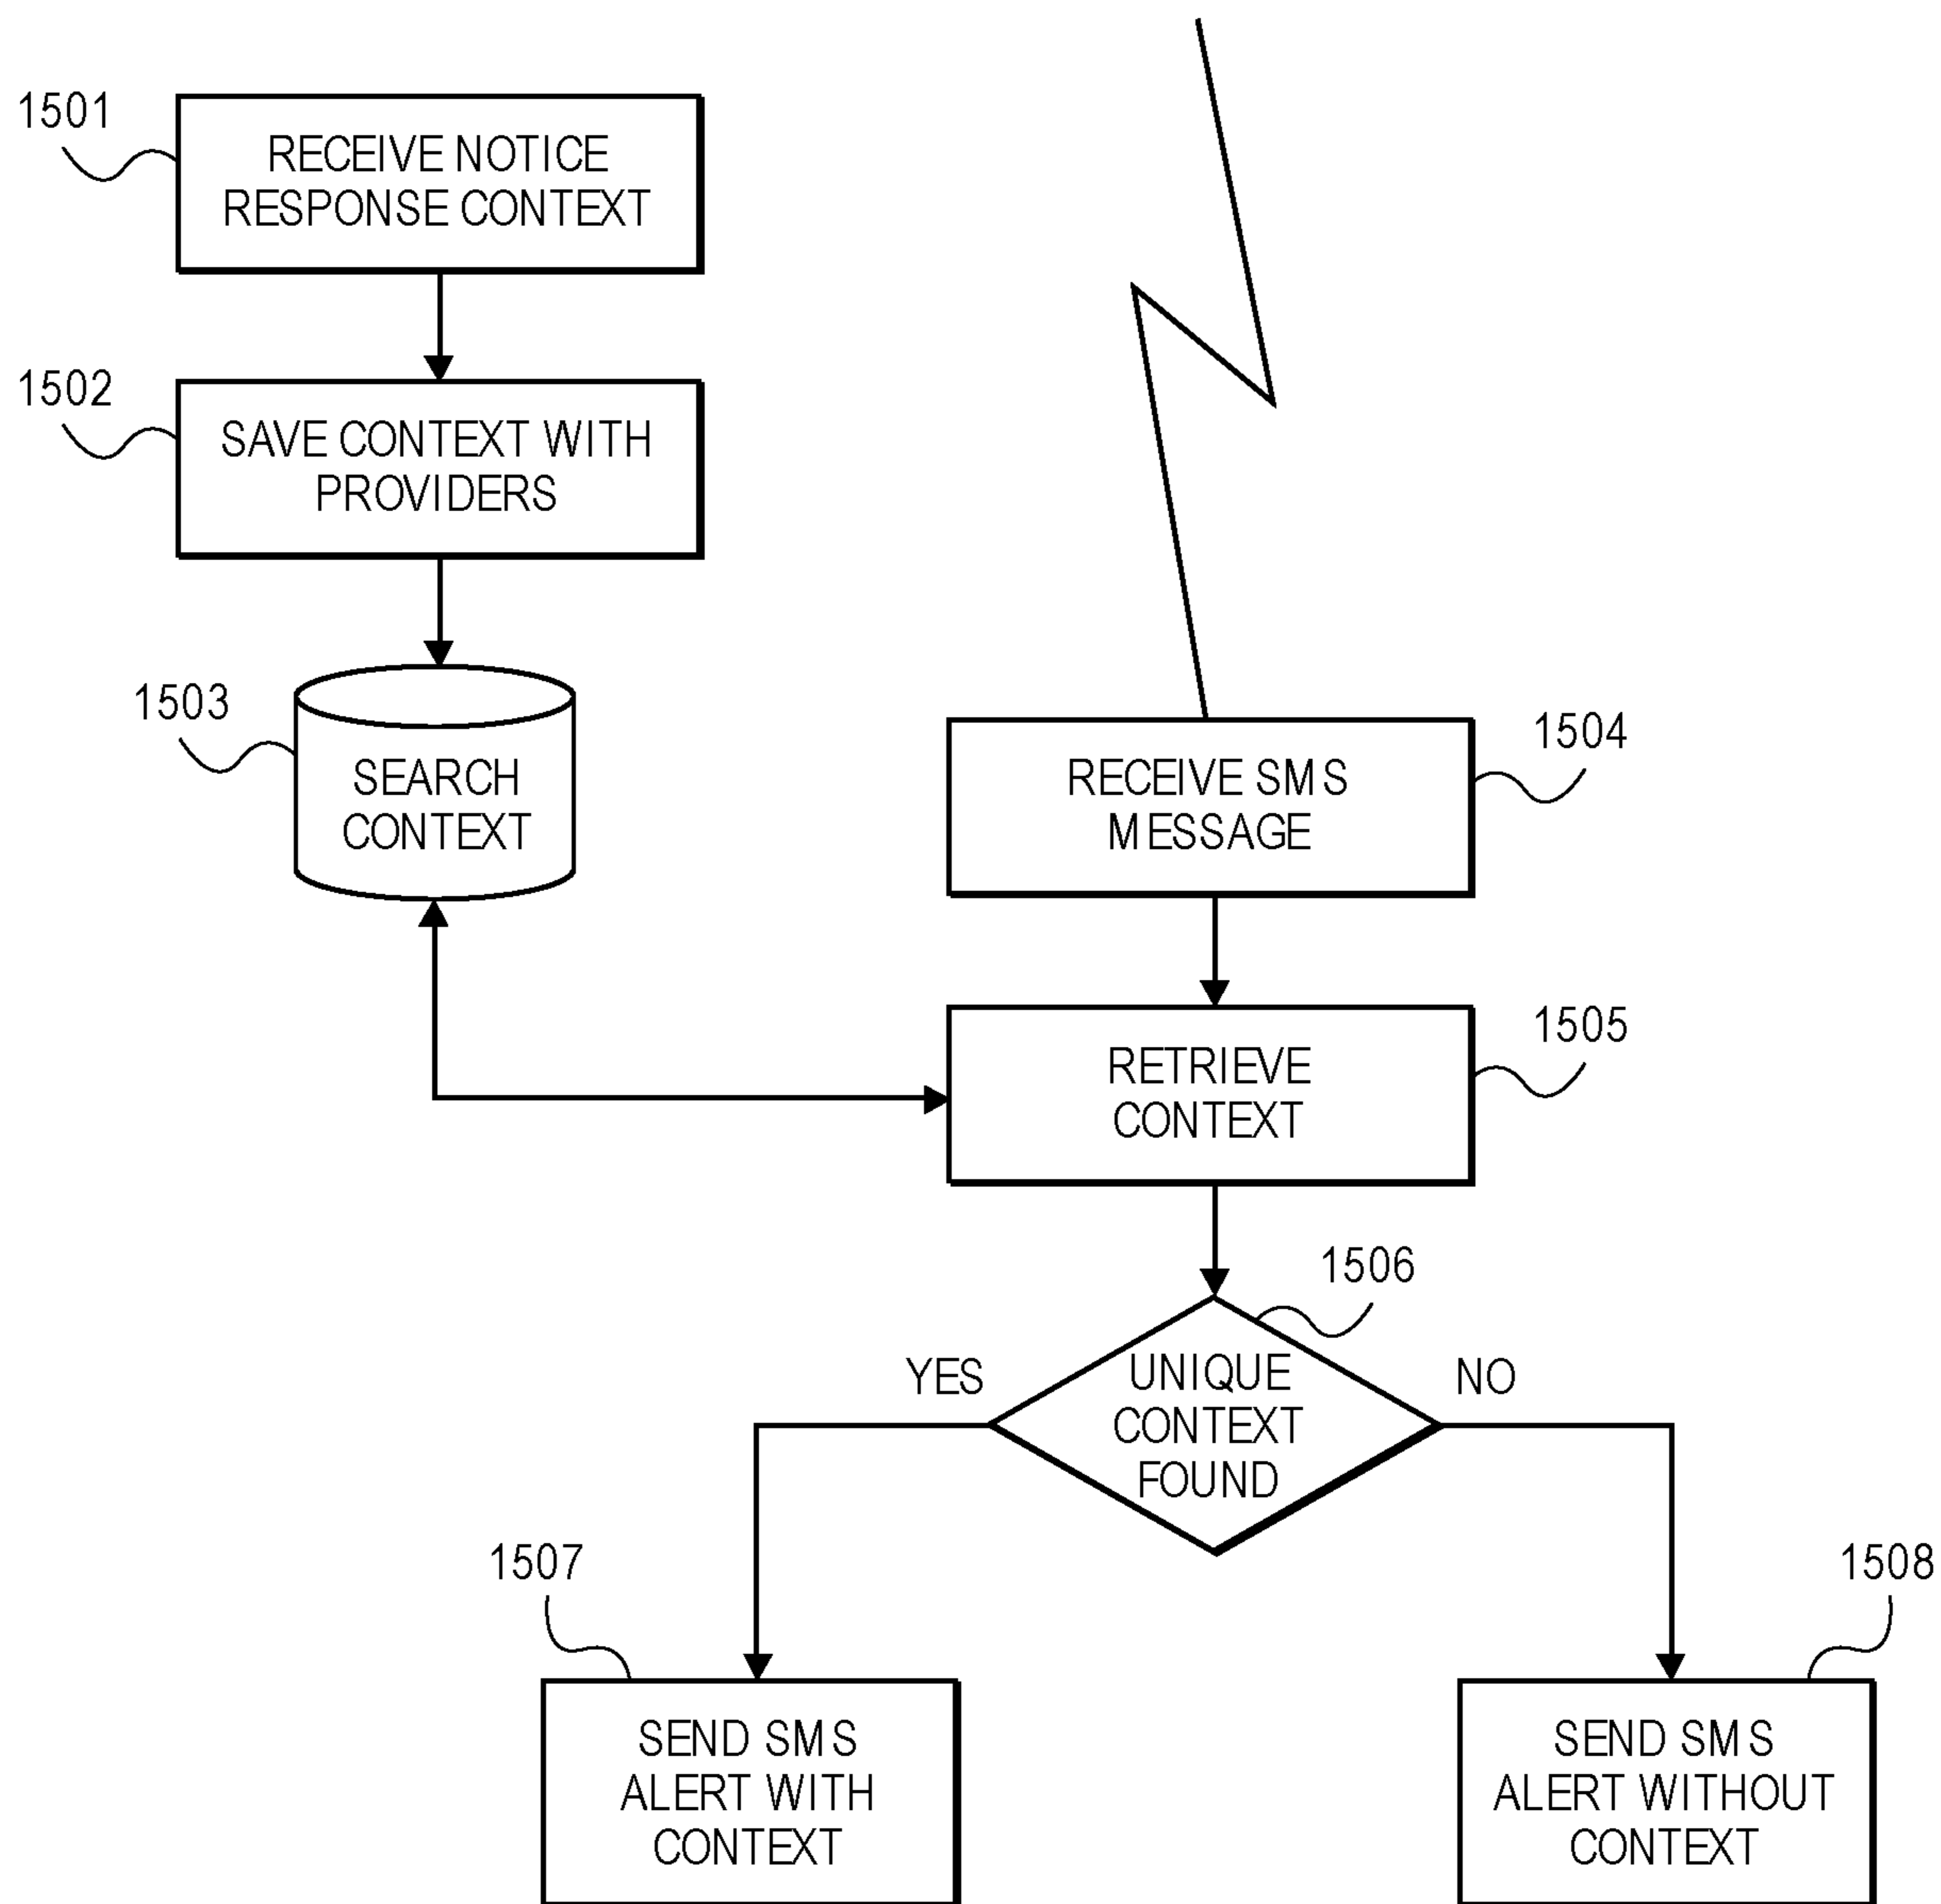 1501
RECEIVE NOTICE
RESPONSE CONTEXT
1502
SAVE CONTEXT WITH
PROVIDERS
1503
SEARCH
CONTEXT
1504
RECEIVE SMS
MESSAGE
1505
RETRIEVE
CONTEXT
1506
YES
UNIQUE
CONTEXT
FOUND
NO
1507
SEND SMS
ALERT WITH
CONTEXT
1508
SEND SMS
ALERT WITHOUT
CONTEXT